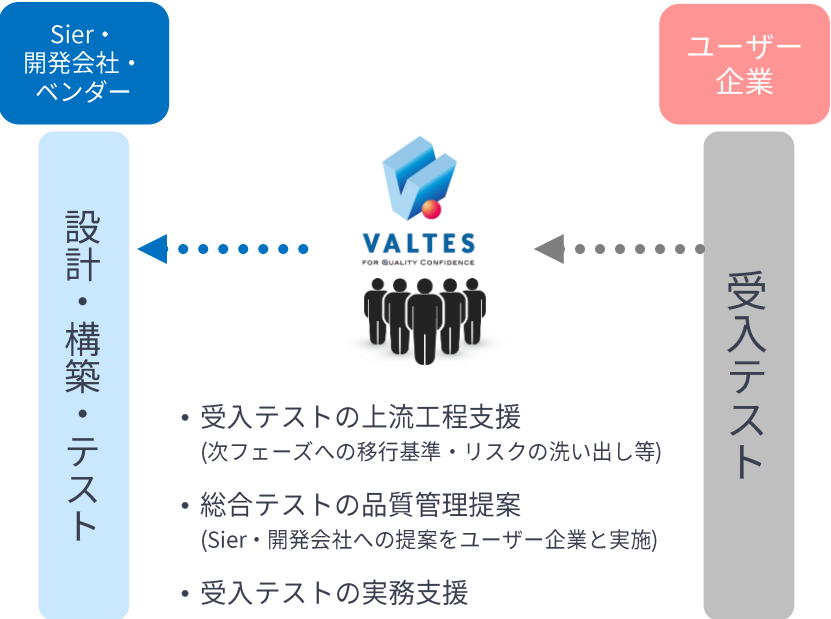 Sier・
開発会社・
ベンダー
ユーザー
企業
設計・構築・テスト
VALTES
FOR QUALITY CONFIDENCE
受入テスト
・受入テストの上流工程支援
(次フェーズへの移行基準・リスクの洗い出し等)
・総合テストの品質管理提案
(Sier・開発会社への提案をユーザー企業と実施)
・受入テストの実務支援